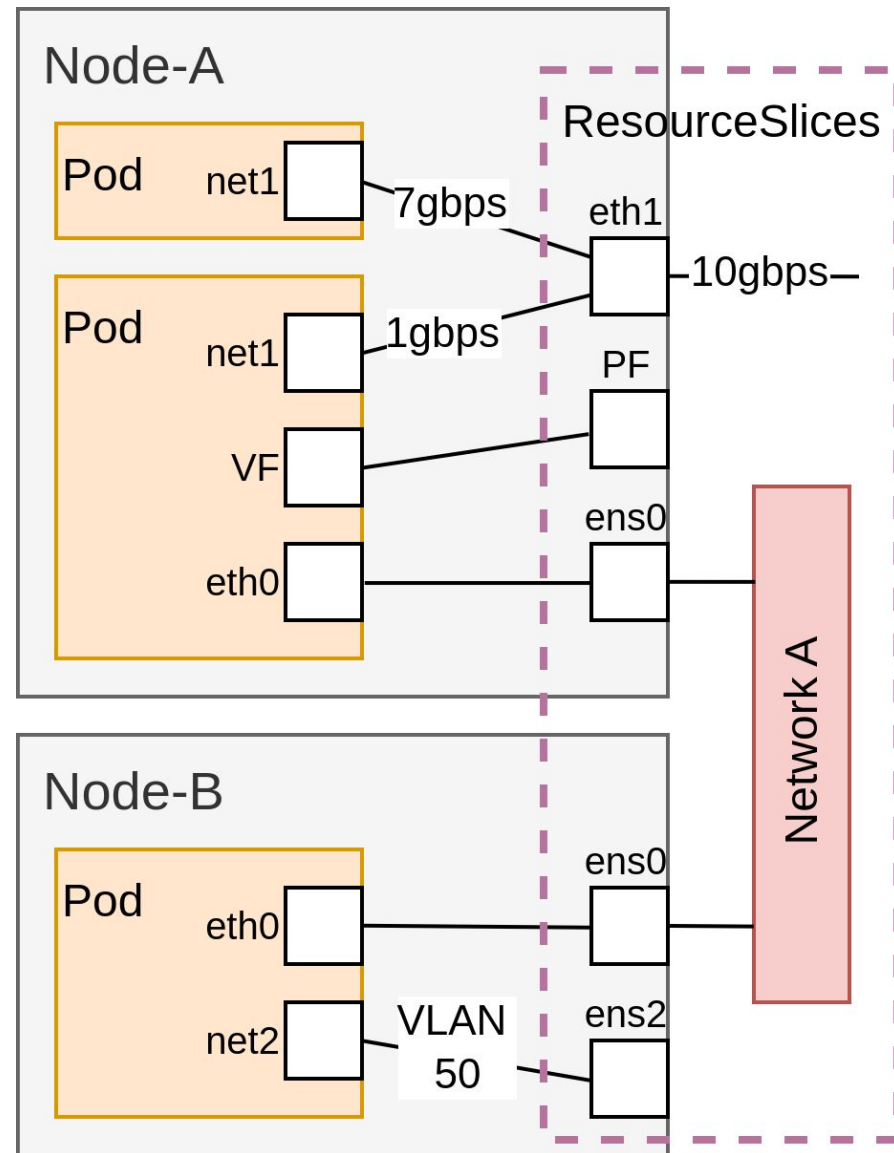 Node-A
ResourceSlices
Pod
net1
7gbps
eth1
10gbps
Pod
net1
1gbps
PF
VF
ens0
eth0
Network A
Node-B
Pod
eth0
ens0
net2
VLAN
50
ens2